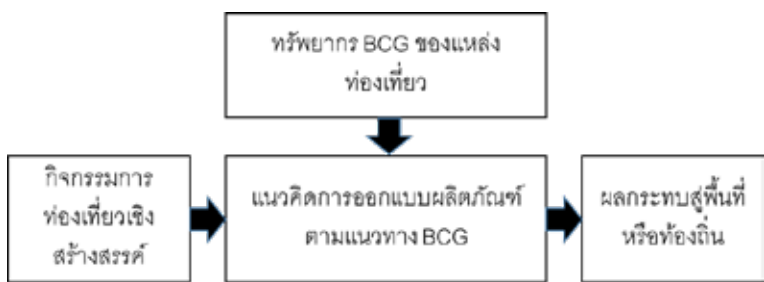 ทรัพยากร BCG ของแหล่ง
ท่องเที่ยว
กิจกรรมการ
ท่องเที่ยวเชิง
สร้างสรรค์
แนวคิดการออกแบบผลิตภัณฑ์
ตามแนวทาง BCG
ผลกระทบสู่พื้นที่
หรือท้องถิ่น